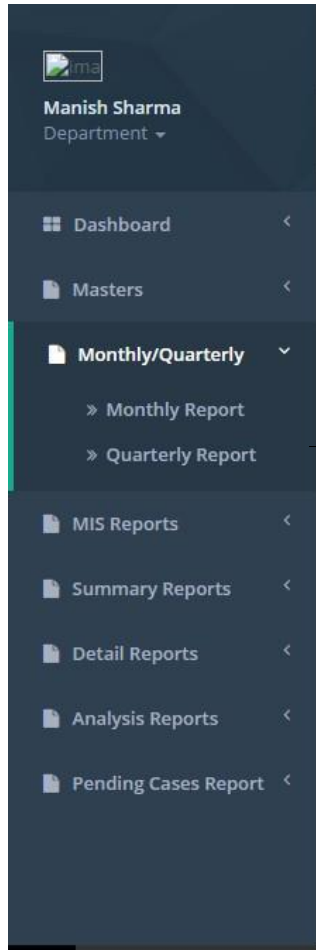 ima
Manish Sharma
Department
Dashboard
Masters
Monthly/Quarterly
» Monthly Report
» Quarterly Report
MIS Reports
Summary Reports
Detail Reports
Analysis Reports
Pending Cases Report